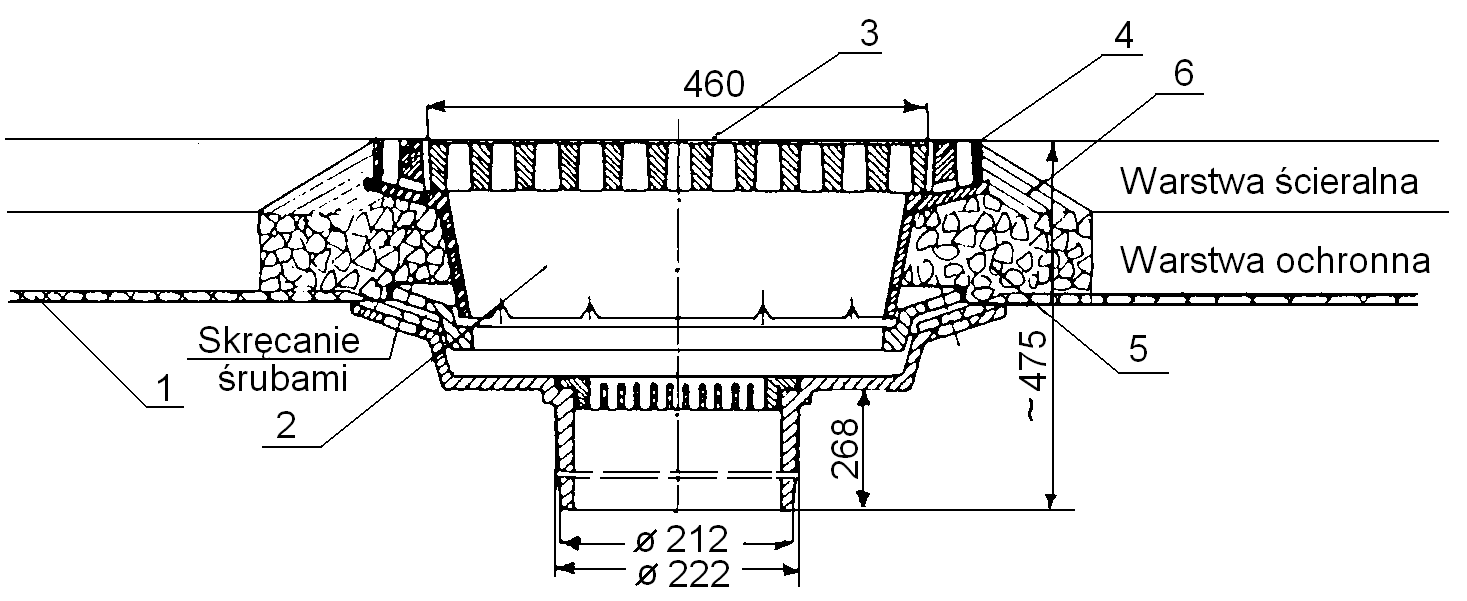 3
4
6
460
Warstwa ścieralna
Warstwa ochronna
Skręcanie
śrubami
1
2
5
~475
268
ø 212
ø 222